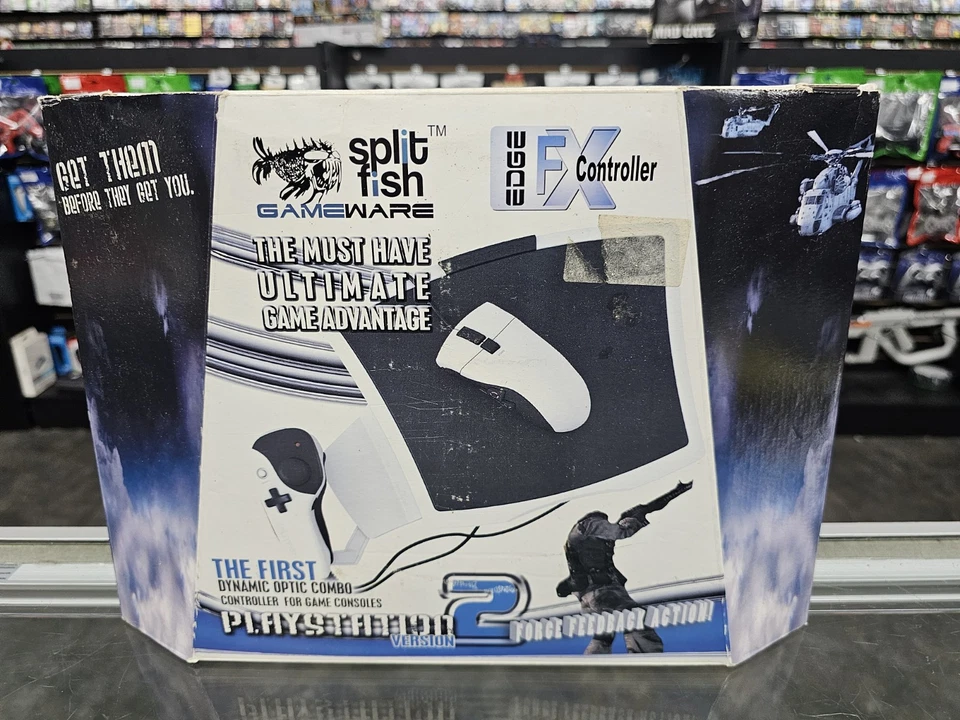 GET THEM
BEFORE THEY GET YOU.
split™
fish
GAMEWARE
EDGE FX Controller
THE MUST HAVE
ULTIMATE
GAME ADVANTAGE
THE FIRST
DYNAMIC OPTIC COMBO
CONTROLLER FOR GAME CONSOLES
PLAYSTATION 2
VERSION
FORCE FEEDBACK ACTION!